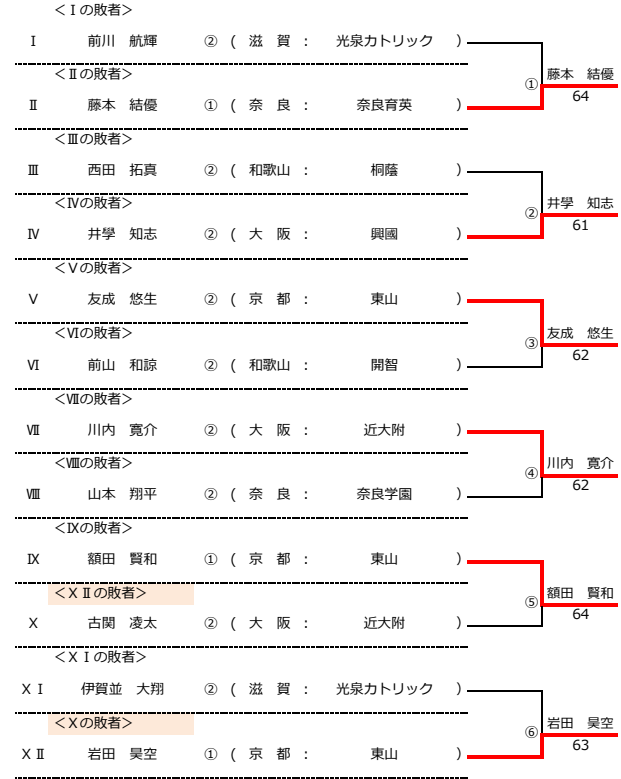 ＜Ⅰの敗者＞
Ⅰ 前川 航輝 ② ( 滋 賀 : 光泉カトリック )
藤本 結優
①
＜Ⅱの敗者＞
64
Ⅱ 藤本 結優 ① ( 奈 良 : 奈良育英 )
＜Ⅲの敗者＞
Ⅲ 西田 拓真 ② ( 和歌山 : 桐蔭 )
井學 知志
②
＜Ⅳの敗者＞
61
Ⅳ 井學 知志 ② ( 大 阪 : 興國 )
＜Ⅴの敗者＞
Ⅴ 友成 悠生 ② ( 京 都 : 東山 )
友成 悠生
③
＜Ⅵの敗者＞
62
Ⅵ 前山 和諒 ② ( 和歌山 : 開智 )
＜Ⅶの敗者＞
Ⅶ 川内 寛介 ② ( 大 阪 : 近大附 )
川内 寛介
④
＜Ⅷの敗者＞
62
Ⅷ 山本 翔平 ② ( 奈 良 : 奈良学園 )
＜Ⅸの敗者＞
Ⅸ 額田 賢和 ① ( 京 都 : 東山 )
額田 賢和
⑤
＜ⅩⅡの敗者＞
64
Ⅹ 古関 凌太 ② ( 大 阪 : 近大附 )
＜ⅩⅠの敗者＞
ⅩⅠ 伊賀並 大翔 ② ( 滋 賀 : 光泉カトリック )
岩田 昊空
⑥
＜Ⅹの敗者＞
63
ⅩⅡ 岩田 昊空 ① ( 京 都 : 東山 )